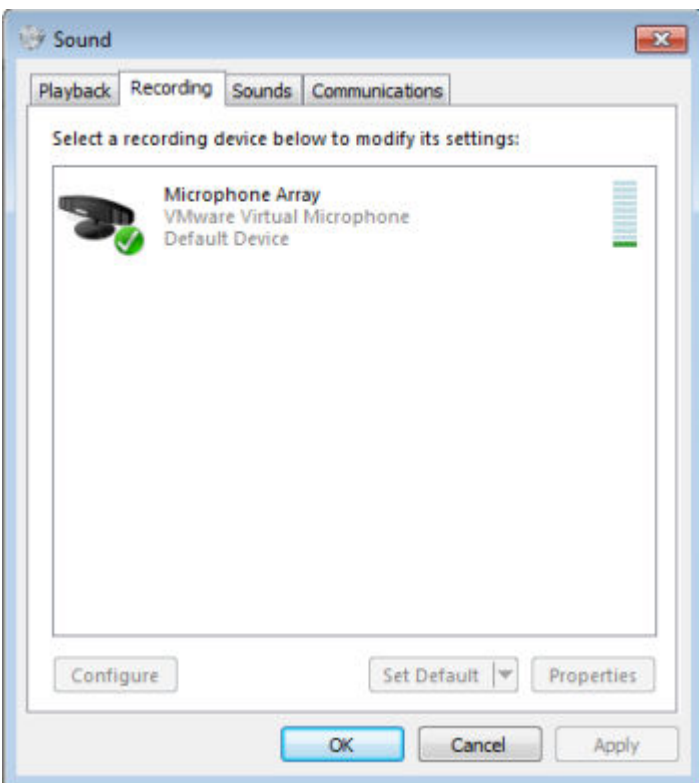 Sound
Playback Recording Sounds Communications
Select a recording device below to modify its settings:
Microphone Array
VMware Virtual Microphone
Default Device
Configure Set Default Properties
OK Cancel Apply